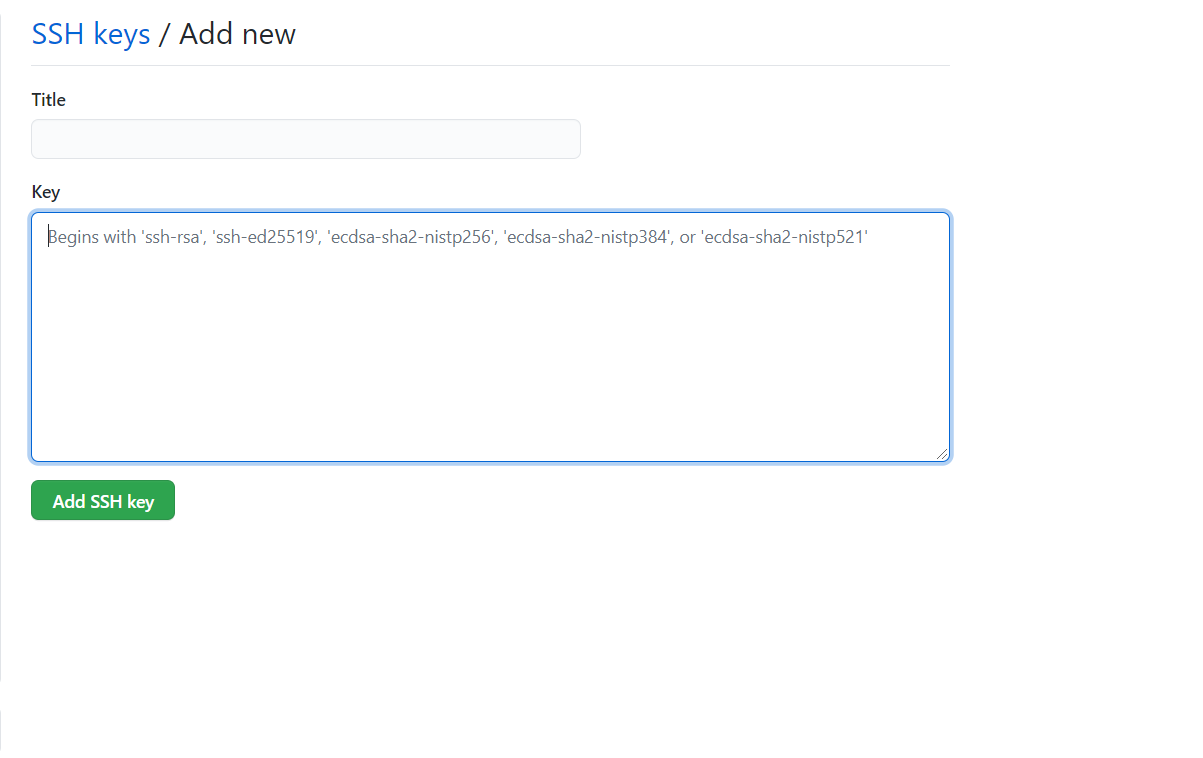 SSH keys / Add new
Title
Key
Begins with 'ssh-rsa', 'ssh-ed25519', 'ecdsa-sha2-nistp256', 'ecdsa-sha2-nistp384', or 'ecdsa-sha2-nistp521'
Add SSH key